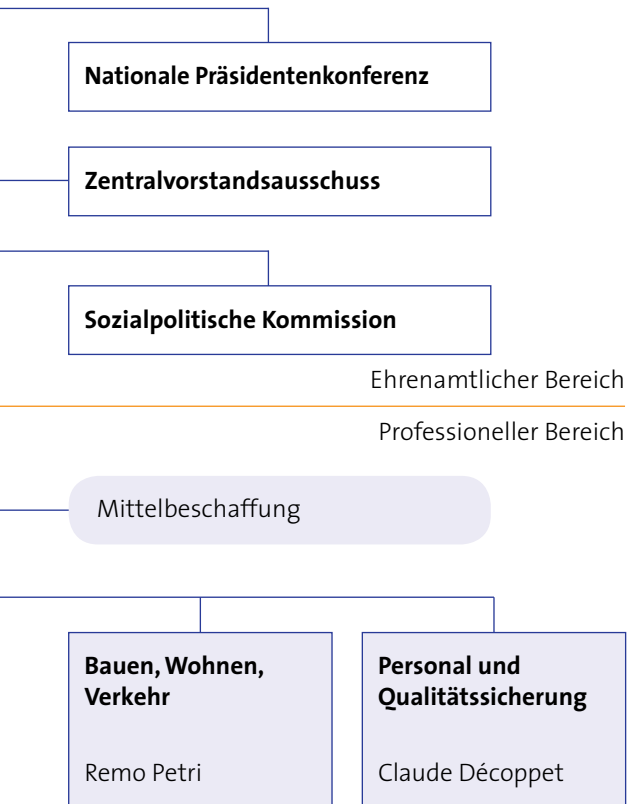 Nationale Präsidentenkonferenz
Zentralvorstandsausschuss
Sozialpolitische Kommission
Ehrenamtlicher Bereich
Professioneller Bereich
Mittelbeschaffung
Bauen, Wohnen,
Verkehr
Remo Petri
Personal und
Qualitätssicherung
Claude Décoppet